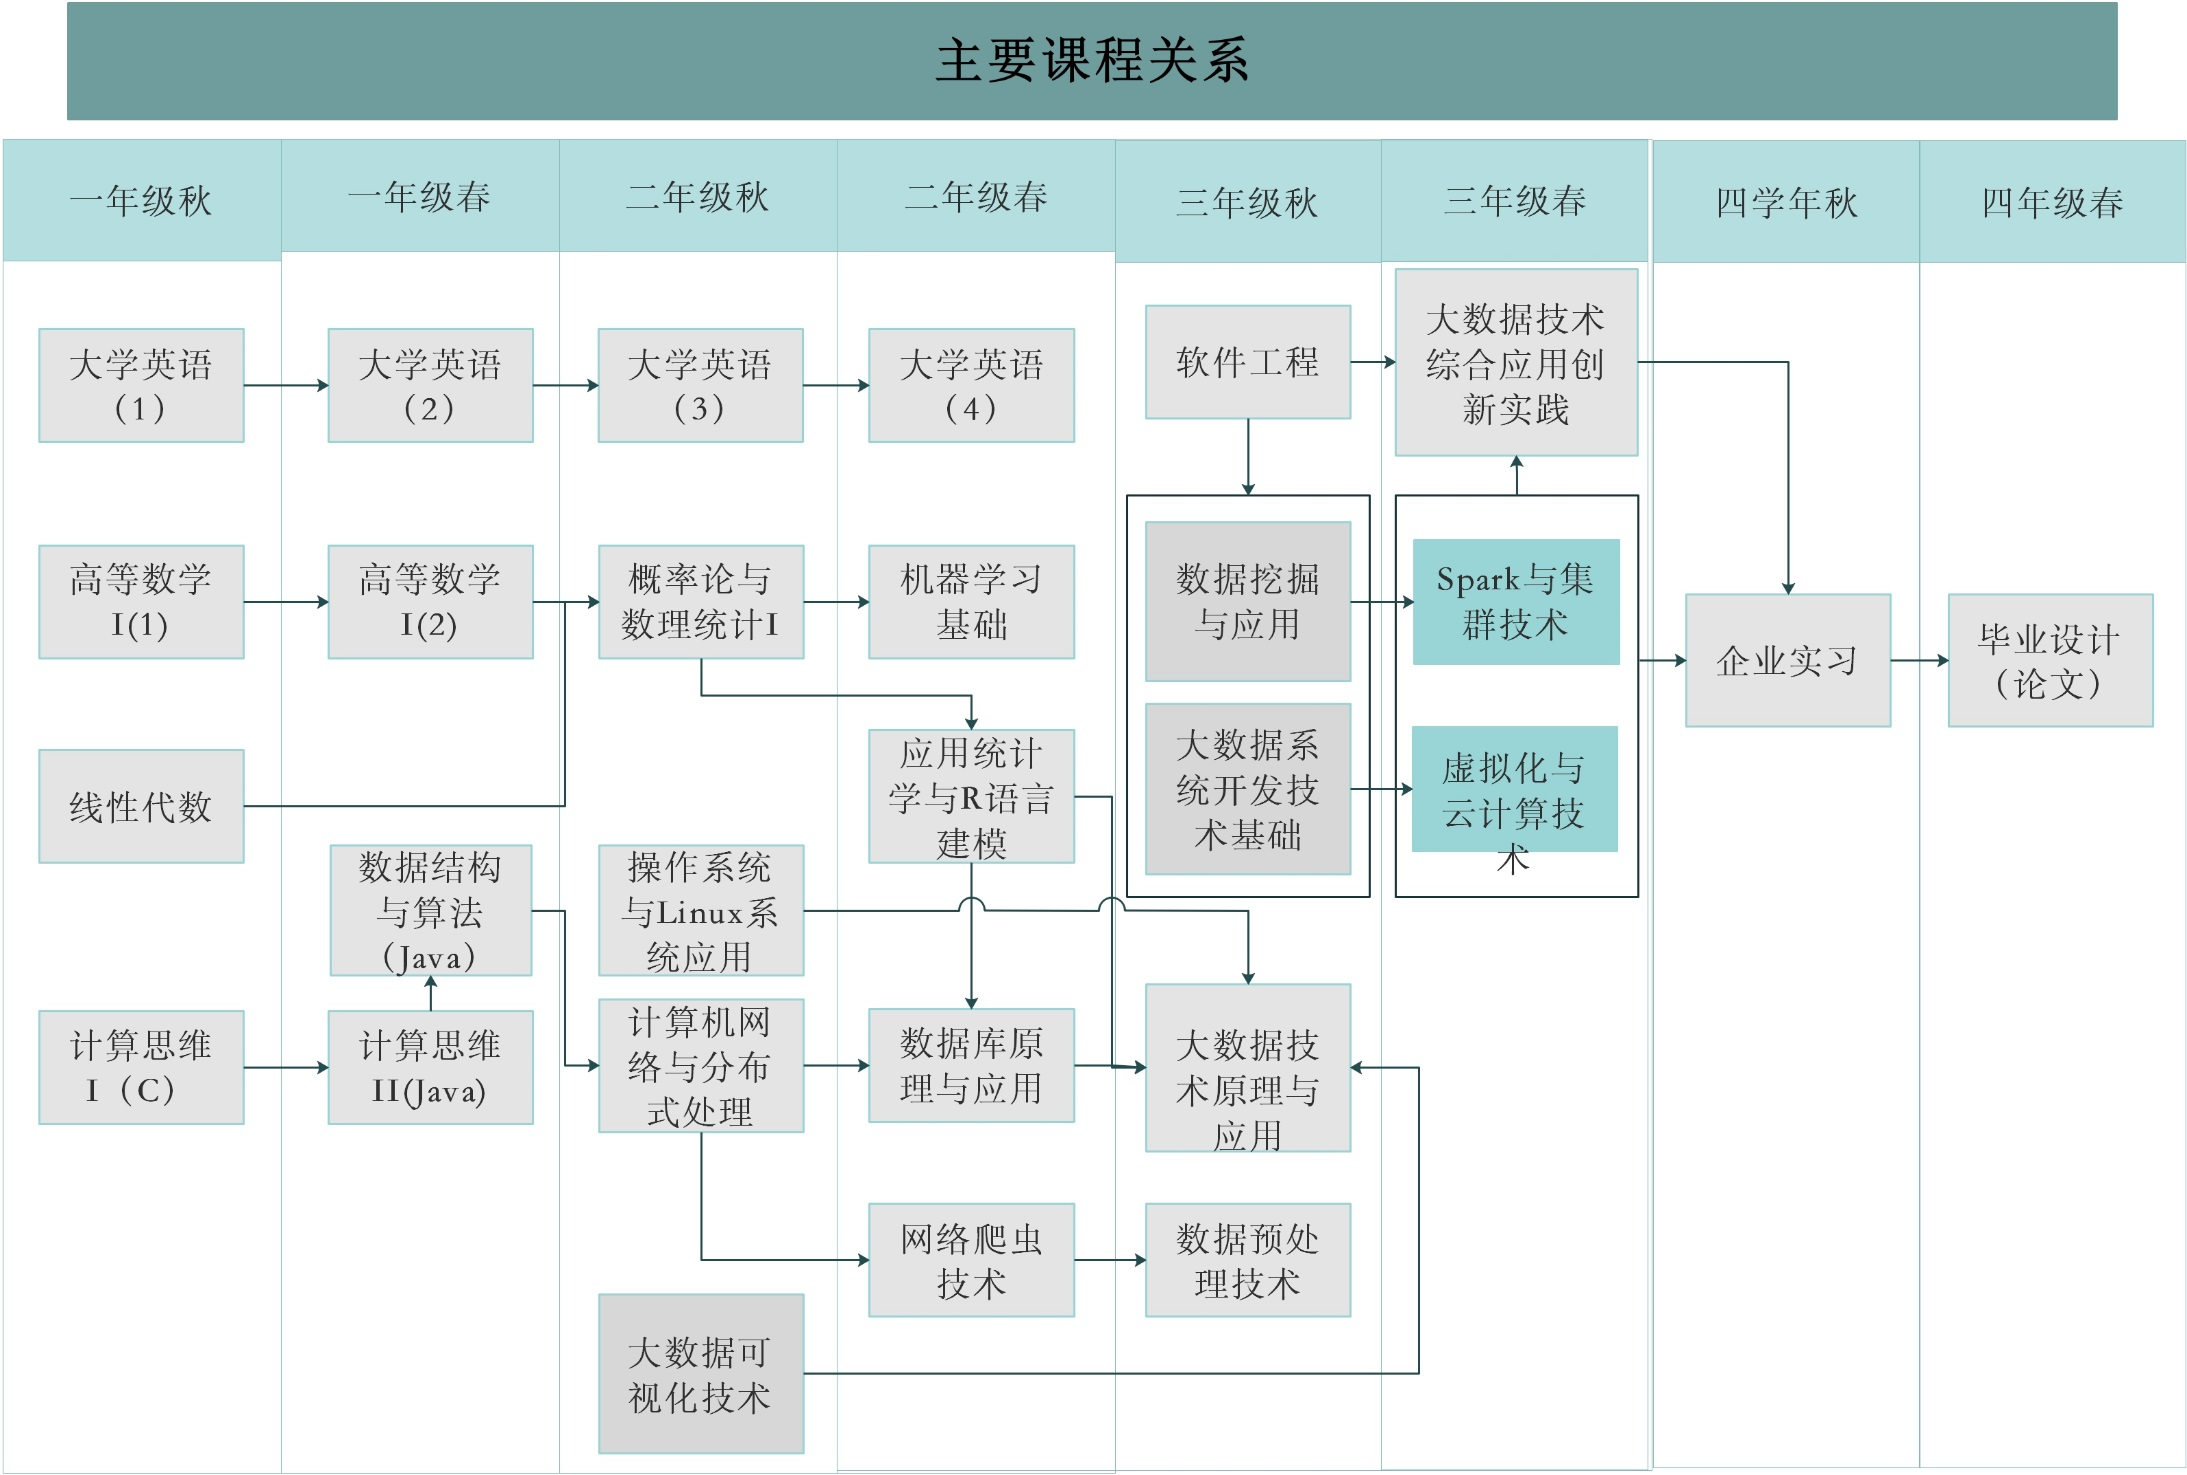 主要课程关系
一年级秋
一年级春
二年级秋
二年级春
三年级秋
三年级春
四学年秋
四年级春
大学英语
（1）
大学英语
（2）
大学英语
（3）
大学英语
（4）
软件工程
大数据技术
综合应用创
新实践
高等数学
I(1)
高等数学
I(2)
概率论与
数理统计I
机器学习
基础
数据挖掘
与应用
Spark与集
群技术
企业实习
毕业设计
（论文）
线性代数
应用统计
学与R语言
建模
大数据系
统开发技
术基础
虚拟化与
云计算技
术
数据结构
与算法
（Java）
操作系统
与Linux系
统应用
计算思维
I（C）
计算思维
II(Java)
计算机网
络与分布
式处理
数据库原
理与应用
大数据技
术原理与
应用
网络爬虫
技术
数据预处
理技术
大数据可
视化技术